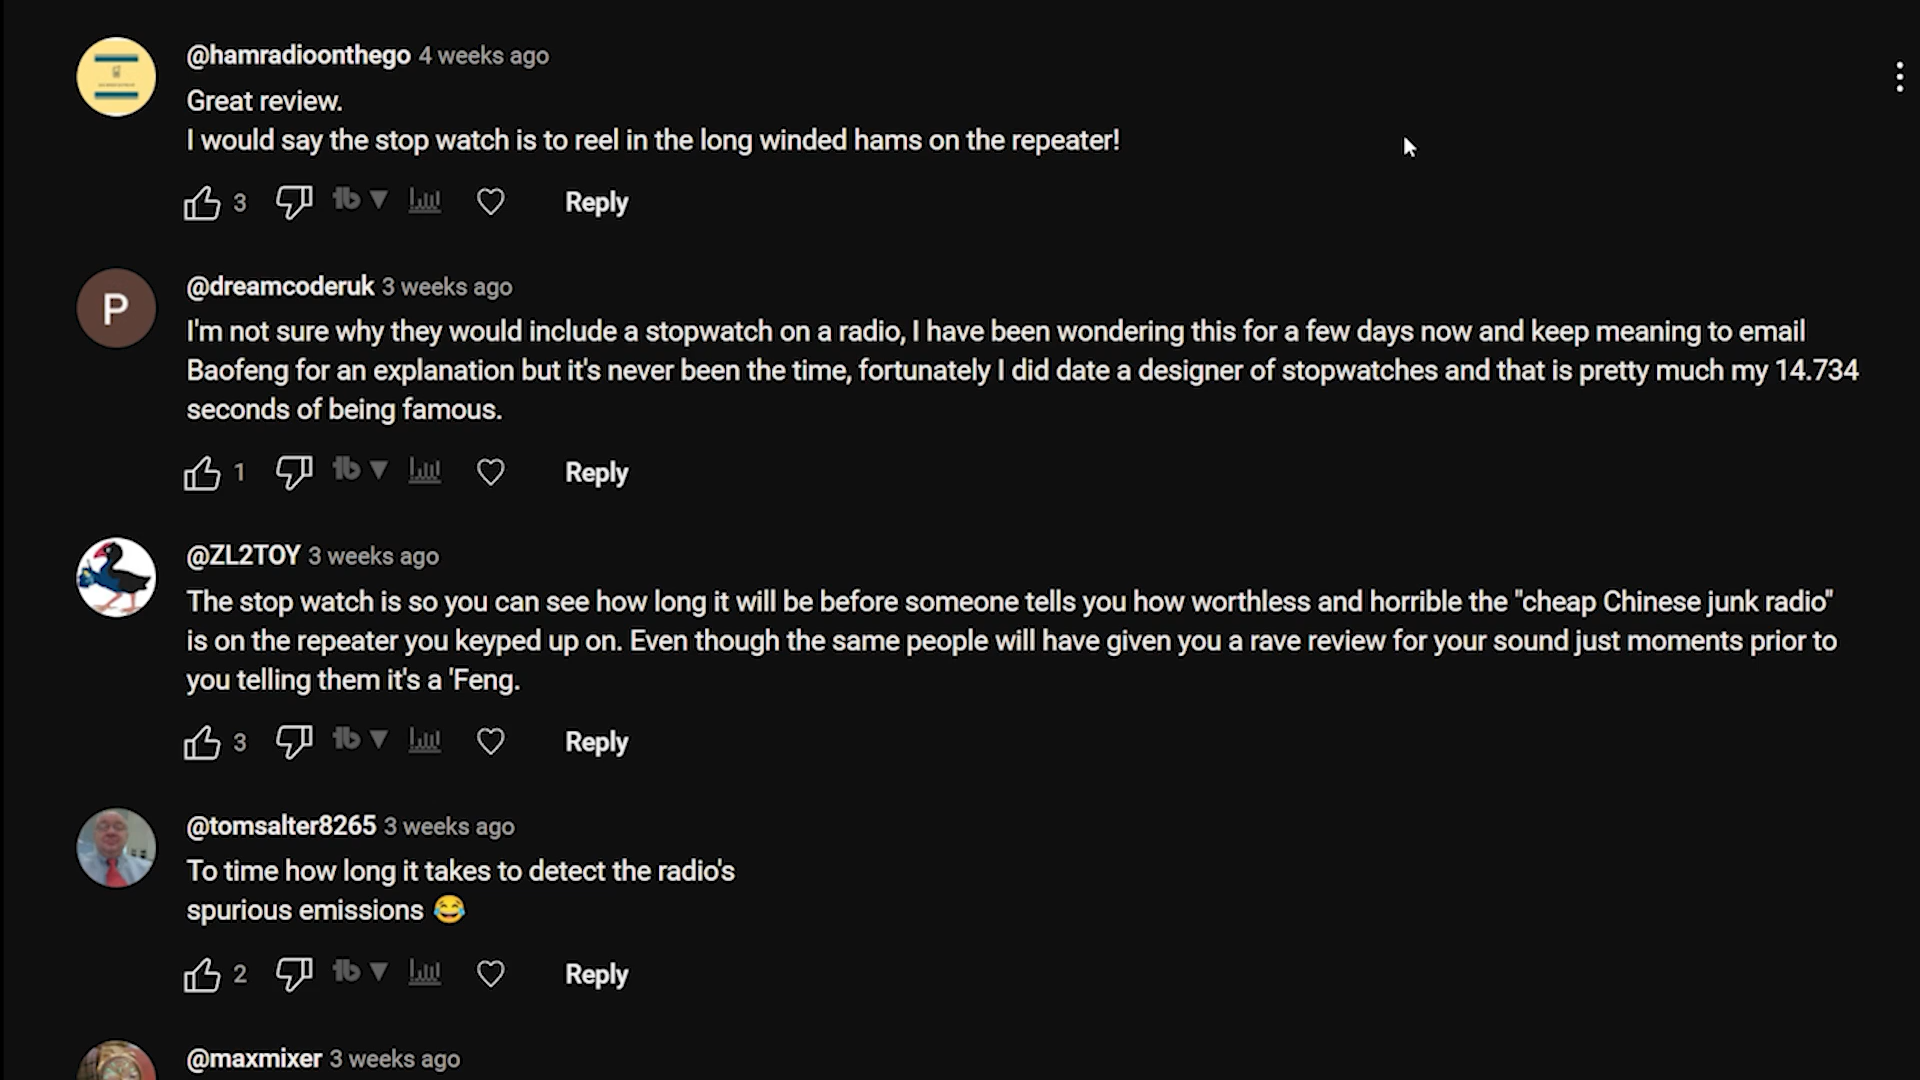 @hamradioonthego 4 weeks ago
Great review.
I would say the stop watch is to reel in the long winded hams on the repeater!
3 Reply
P
@dreamcoderuk 3 weeks ago
I'm not sure why they would include a stopwatch on a radio, I have been wondering this for a few days now and keep meaning to email
Baofeng for an explanation but it's never been the time, fortunately I did date a designer of stopwatches and that is pretty much my 14.734
seconds of being famous.
1 Reply
@ZL2TOY 3 weeks ago
The stop watch is so you can see how long it will be before someone tells you how worthless and horrible the "cheap Chinese junk radio"
is on the repeater you keyped up on. Even though the same people will have given you a rave review for your sound just moments prior to
you telling them it's a 'Feng.
3 Reply
@tomsalter8265 3 weeks ago
To time how long it takes to detect the radio's
spurious emissions 😂
2 Reply
@maxmixer 3 weeks ago